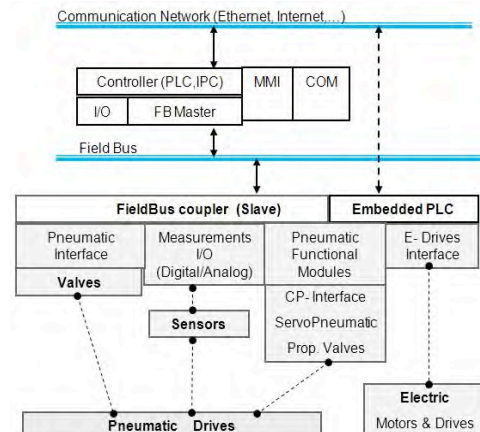 Communication Network (Ethernet, Internet,...)
Controller (PLC,IPC)
MMI
COM
I/O
FB Master
Field Bus
FieldBus coupler (Slave)
Embedded PLC
Pneumatic
Interface
Measurements
I/O
(Digital/Analog)
Pneumatic
Functional
Modules
E- Drives
Interface
Valves
CP- Interface
ServoPneumatic
Prop. Valves
Sensors
Electric
Motors & Drives
Pneumatic Drives